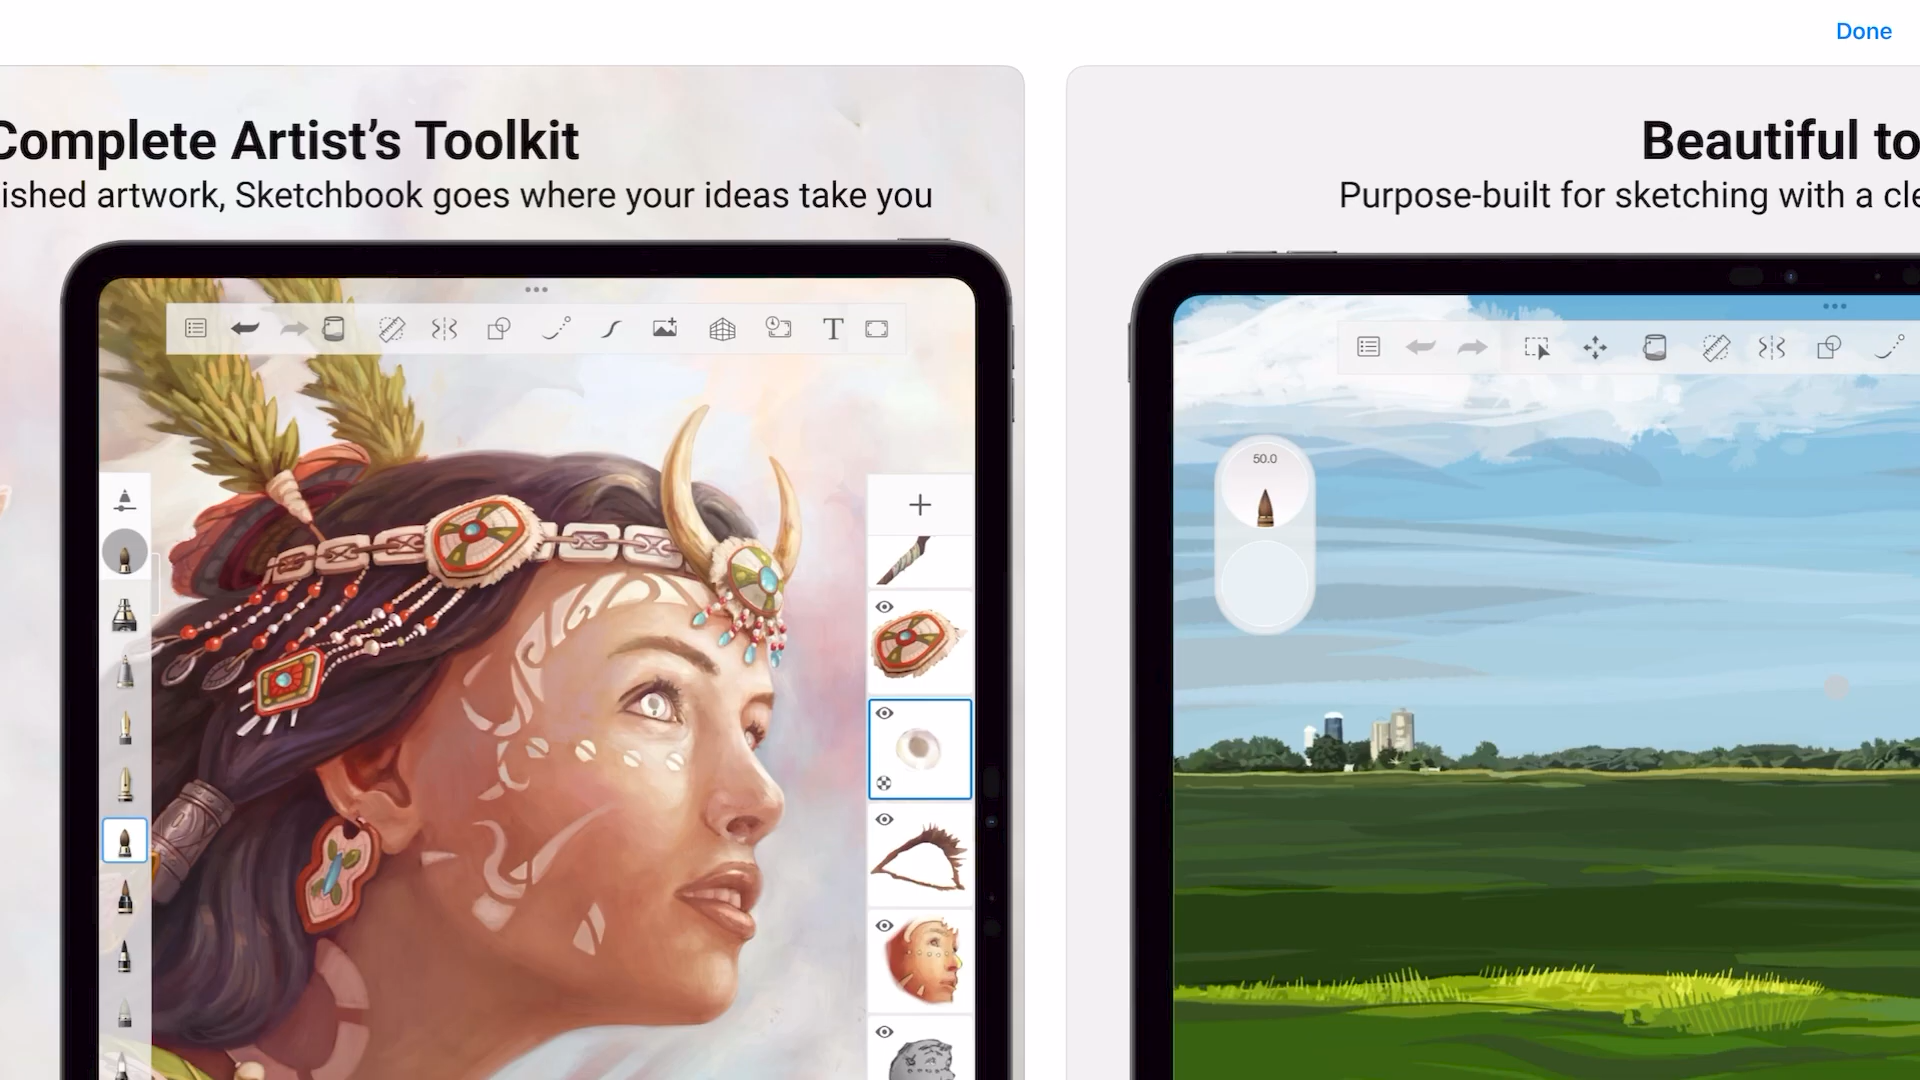 Done
Complete Artist's Toolkit
ished artwork, Sketchbook goes where your ideas take you
Beautiful to
Purpose-built for sketching with a cle
T
50.0